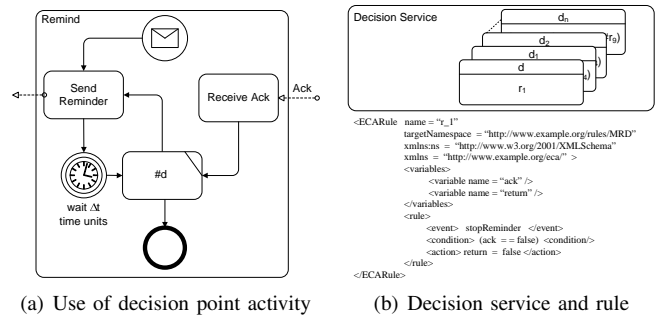 Remind
Send
Reminder
Receive Ack
Ack
#d
wait Δt
time units
(a) Use of decision point activity
Decision Service
dn
r9)
d2
d1
4)
d
r1
<ECARule name = “r_1”
targetNamespace = “http://www.example.org/rules/MRD”
xmlns:ns = “http://www.w3.org/2001/XMLSchema”
xmlns = “http://www.example.org/eca/” >
<variables>
<variable name = “ack” />
<variable name = “return” />
</variables>
<rule>
<event> stopReminder </event>
<condition> (ack == false) <condition/>
<action> return = false </action>
</rule>
</ECARule>
(b) Decision service and rule